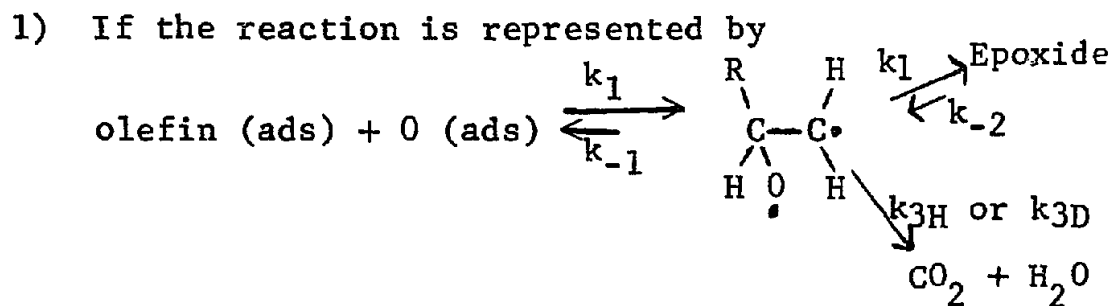 1) If the reaction is represented by
olefin (ads) + O (ads)
k1
k-1
R H
C—C•
H O H
•
k1
k-2
Epoxide
k3H or k3D
CO2 + H2O